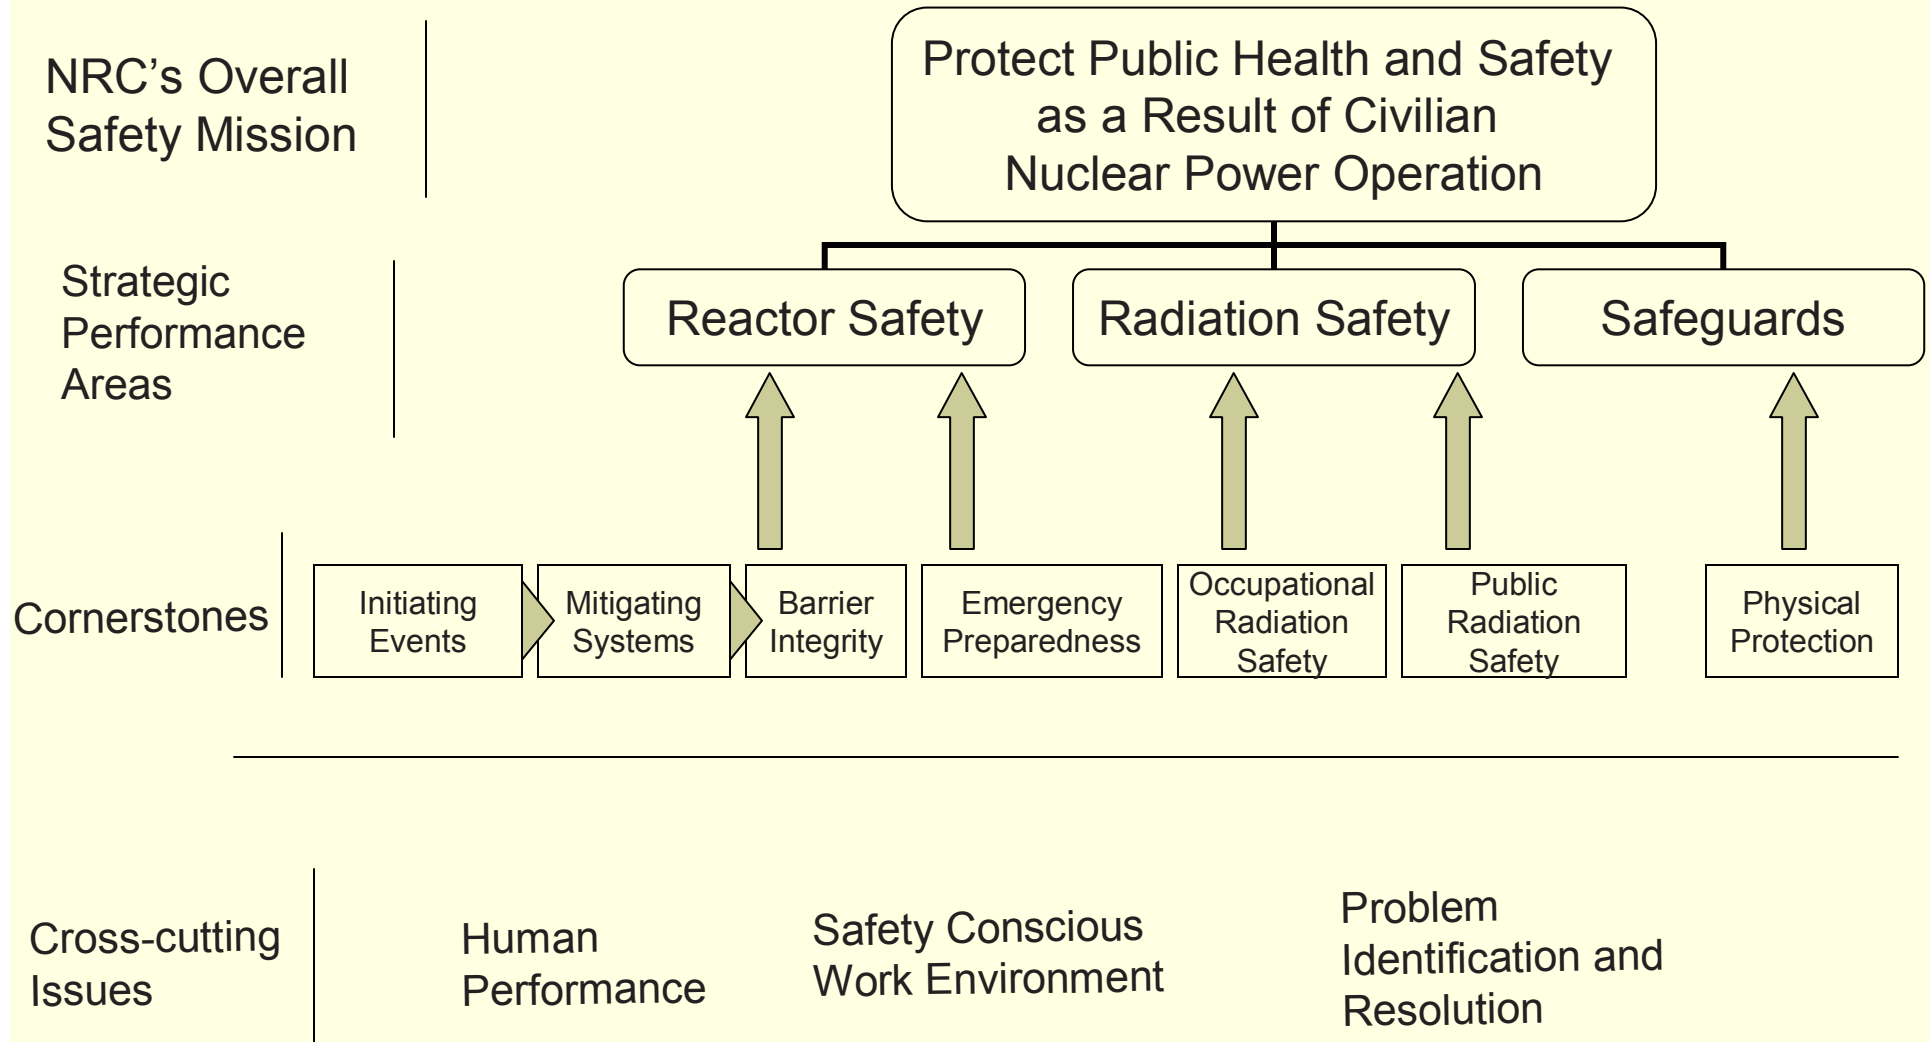 NRC’s Overall
Safety Mission
Protect Public Health and Safety
as a Result of Civilian
Nuclear Power Operation
Strategic
Performance
Areas
Reactor Safety
Radiation Safety
Safeguards
Cornerstones
Initiating
Events
Mitigating
Systems
Barrier
Integrity
Emergency
Preparedness
Occupational
Radiation
Safety
Public
Radiation
Safety
Physical
Protection
Cross-cutting
Issues
Human
Performance
Safety Conscious
Work Environment
Problem
Identification and
Resolution